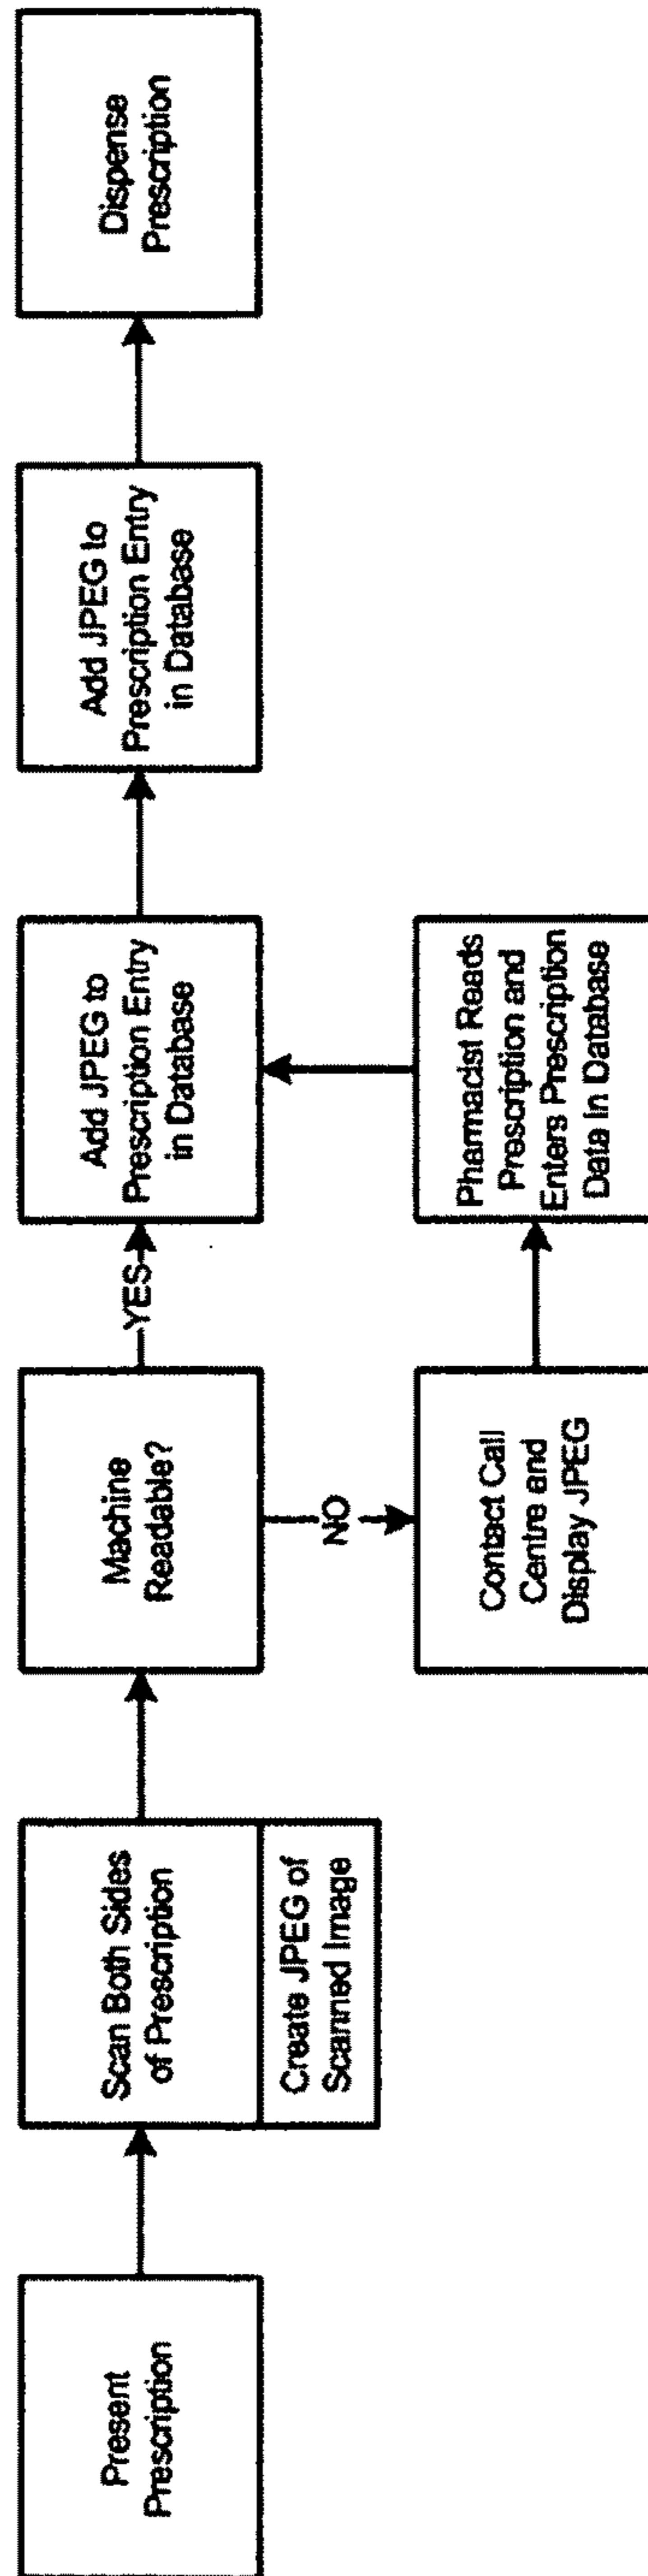 Present
Prescription
Scan Both Sides
of Prescription
Create JPEG of
Scanned Image
Machine
Readable?
YES
NO
Contact Call
Centre and
Display JPEG
Pharmacist Reads
Prescription and
Enters Prescription
Data in Database
Add JPEG to
Prescription Entry
in Database
Add JPEG to
Prescription Entry
in Database
Dispense
Prescription